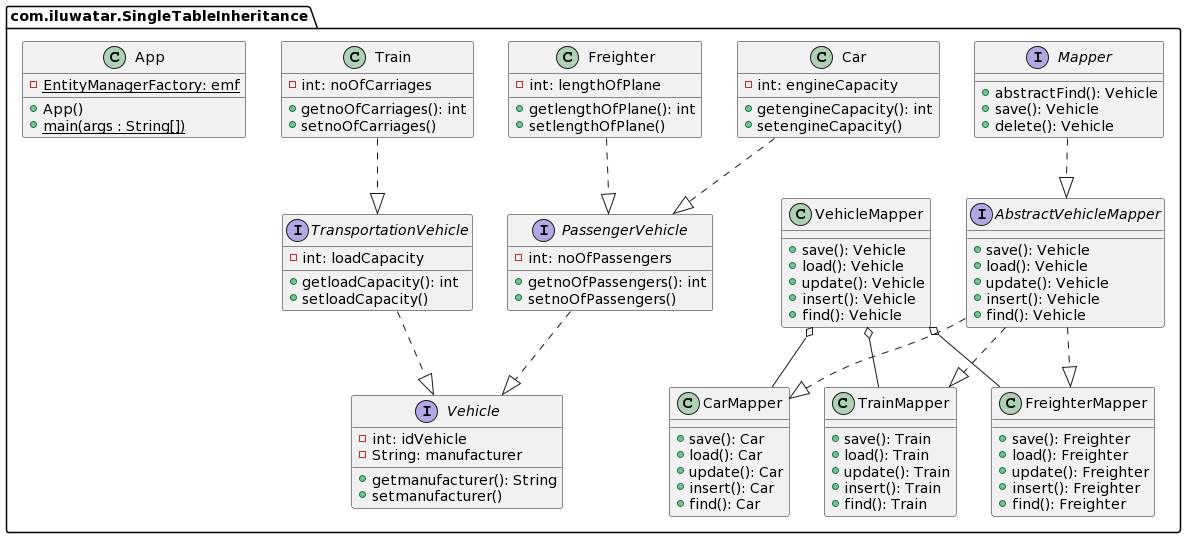 com.iluwatar.SingleTableInheritance
C App
EntityManagerFactory: emf
App()
main(args : String[])
C Train
int: noOfCarriages
getnoOfCarriages(): int
setnoOfCarriages()
C Freighter
int: lengthOfPlane
getlengthOfPlane(): int
setlengthOfPlane()
C Car
int: engineCapacity
getengineCapacity(): int
setengineCapacity()
I Mapper
abstractFind(): Vehicle
save(): Vehicle
delete(): Vehicle
I TransportationVehicle
int: loadCapacity
getloadCapacity(): int
setloadCapacity()
I PassengerVehicle
int: noOfPassengers
getnoOfPassengers(): int
setnoOfPassengers()
C VehicleMapper
save(): Vehicle
load(): Vehicle
update(): Vehicle
insert(): Vehicle
find(): Vehicle
I AbstractVehicleMapper
save(): Vehicle
load(): Vehicle
update(): Vehicle
insert(): Vehicle
find(): Vehicle
I Vehicle
int: idVehicle
String: manufacturer
getmanufacturer(): String
setmanufacturer()
C CarMapper
save(): Car
load(): Car
update(): Car
insert(): Car
find(): Car
C TrainMapper
save(): Train
load(): Train
update(): Train
insert(): Train
find(): Train
C FreighterMapper
save(): Freighter
load(): Freighter
update(): Freighter
insert(): Freighter
find(): Freighter